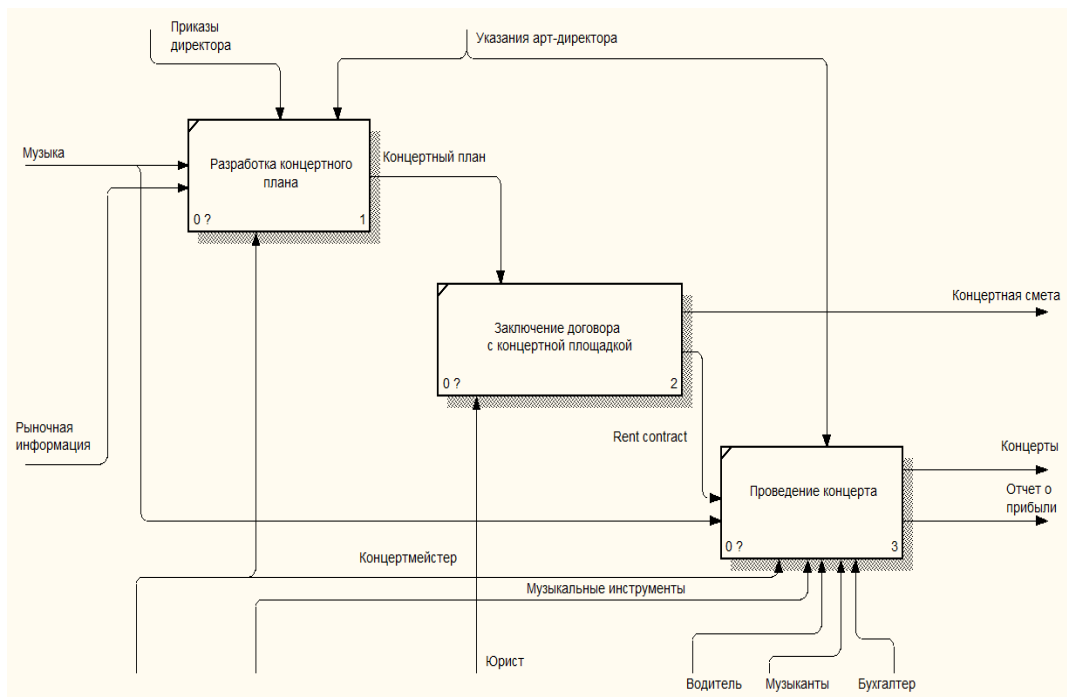 Приказы
директора
Указания арт-директора
Музыка
Разработка концертного
плана
0 ?
1
Концертный план
Концертная смета
Заключение договора
с концертной площадкой
0 ?
2
Рыночная
информация
Rent contract
Концерты
Проведение концерта
Отчет о
прибыли
0 ?
3
Концертмейстер
Музыкальные инструменты
Юрист
Водитель
Музыканты
Бухгалтер